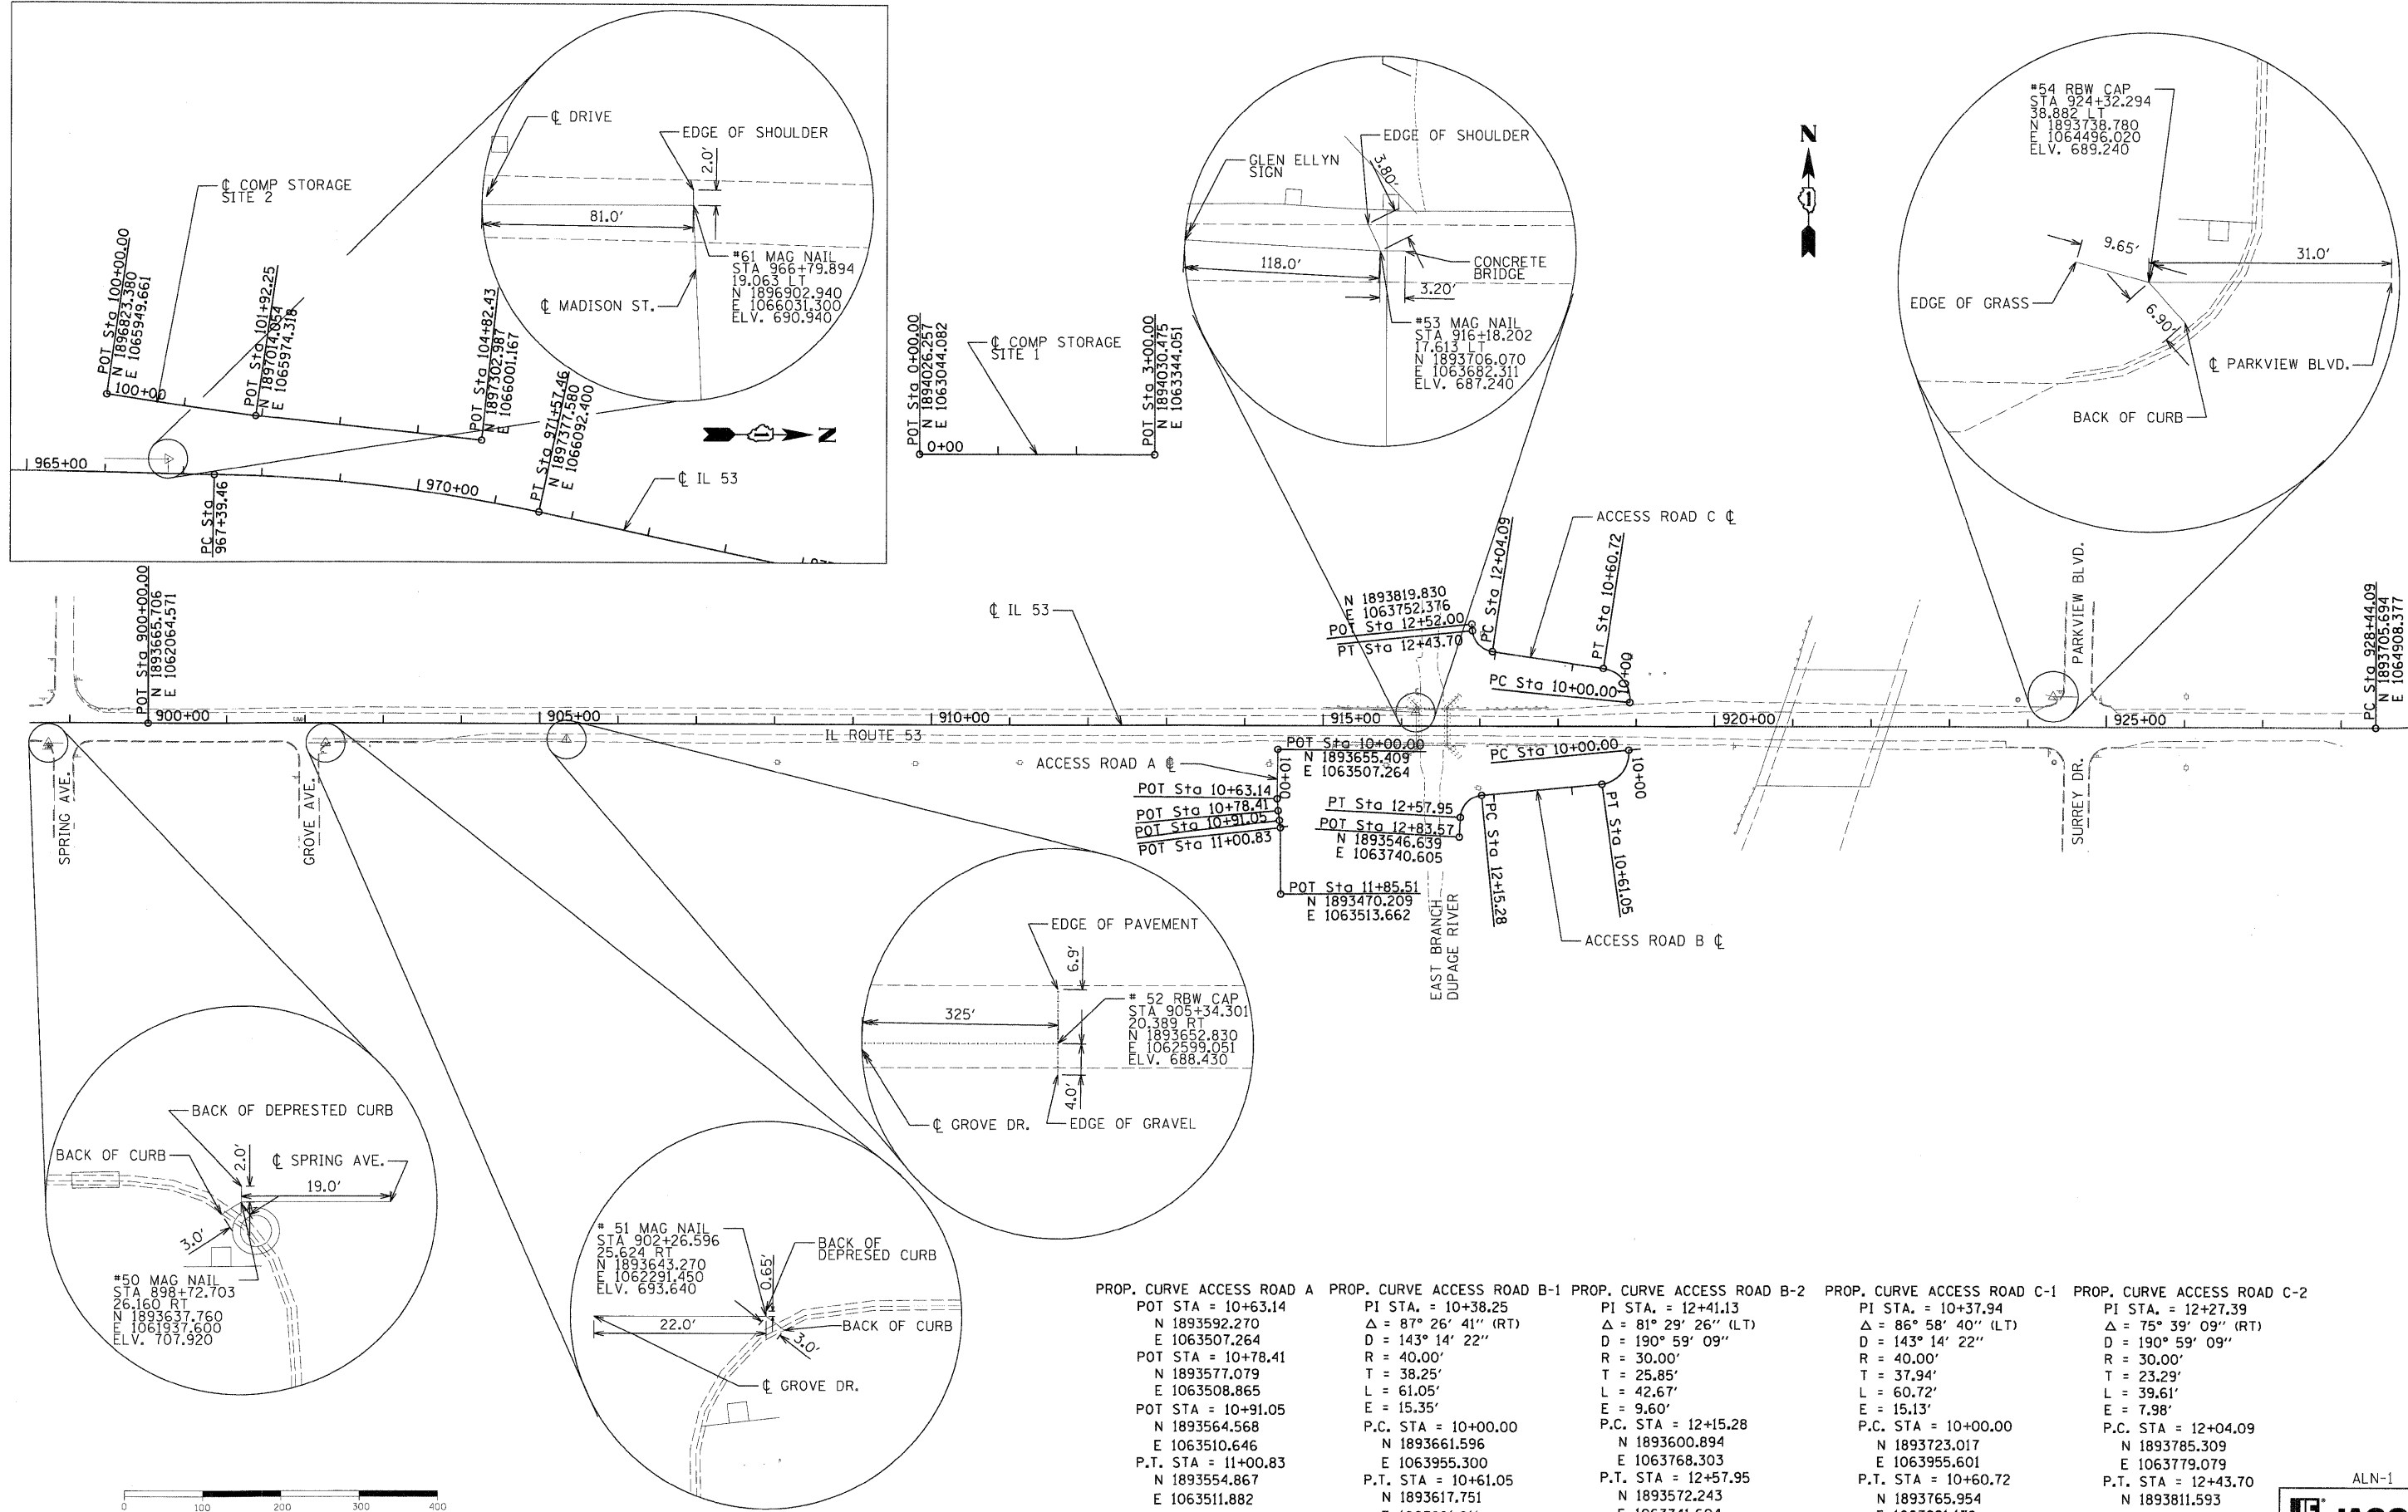 ℄ DRIVE
EDGE OF SHOULDER
2.0'
℄ COMP STORAGE
SITE 2
81.0'
#61 MAG NAIL
STA 966+79.894
19.063 LT
N 1896902.940
E 1066031.300
ELV. 690.940
℄ MADISON ST.
POT Sta 100+00.00
N 1896823.380
E 1065949.661
POT Sta 101+92.25
N 1897014.054
E 1065974.318
POT Sta 104+82.43
N 1897302.987
E 1066001.167
PT Sta 971+57.46
N 1897377.580
E 1066092.400
100+00
965+00
970+00
PC Sta
967+39.46
℄ IL 53
N
EDGE OF SHOULDER
GLEN ELLYN
SIGN
3.80'
118.0'
CONCRETE
BRIDGE
3.20'
#53 MAG NAIL
STA 916+18.202
17.613 LT
N 1893706.070
E 1063682.311
ELV. 687.240
℄ COMP STORAGE
SITE 1
POT Sta 0+00.00
N 1894026.257
E 1063044.082
POT Sta 3+00.00
N 1894030.475
E 1063344.051
0+00
N
#54 RBW CAP
STA 924+32.294
38.882 LT
N 1893738.780
E 1064496.020
ELV. 689.240
9.65'
31.0'
EDGE OF GRASS
6.90'
℄ PARKVIEW BLVD.
BACK OF CURB
ACCESS ROAD C ℄
N 1893819.830
E 1063752.376
POT Sta 12+52.00
PT Sta 12+43.70
PC Sta 12+04.09
PT Sta 10+60.72
PC Sta 10+00.00
10+00
℄ IL 53
POT Sta 900+00.00
N 1893665.706
E 1062064.571
PARKVIEW BLVD.
PC Sta 928+44.09
N 1893705.694
E 1064908.377
900+00
905+00
910+00
915+00
920+00
925+00
IL ROUTE 53
SPRING AVE.
GROVE AVE.
SURREY DR.
ACCESS ROAD A ℄
POT Sta 10+00.00
N 1893655.409
E 1063507.264
10+00
POT Sta 10+63.14
POT Sta 10+78.41
POT Sta 10+91.05
POT Sta 11+00.83
POT Sta 11+85.51
N 1893470.209
E 1063513.662
PC Sta 10+00.00
10+00
PT Sta 12+57.95
POT Sta 12+83.57
N 1893546.639
E 1063740.605
PC Sta 12+15.28
PT Sta 10+61.05
ACCESS ROAD B ℄
EAST BRANCH
DUPAGE RIVER
EDGE OF PAVEMENT
6.9'
325'
# 52 RBW CAP
STA 905+34.301
20.389 RT
N 1893652.830
E 1062599.051
ELV. 688.430
4.0'
℄ GROVE DR.
EDGE OF GRAVEL
BACK OF DEPRESTED CURB
BACK OF CURB
2.0'
℄ SPRING AVE.
19.0'
3.0'
#50 MAG NAIL
STA 898+72.703
26.160 RT
N 1893637.760
E 1061937.600
ELV. 707.920
# 51 MAG NAIL
STA 902+26.596
25.624 RT
N 1893643.270
E 1062291.450
ELV. 693.640
0.65'
BACK OF
DEPRESED CURB
22.0'
BACK OF CURB
3.0'
℄ GROVE DR.
0 100 200 300 400
PROP. CURVE ACCESS ROAD A
POT STA = 10+63.14
N 1893592.270
E 1063507.264
POT STA = 10+78.41
N 1893577.079
E 1063508.865
POT STA = 10+91.05
N 1893564.568
E 1063510.646
P.T. STA = 11+00.83
N 1893554.867
E 1063511.882
PROP. CURVE ACCESS ROAD B-1
PI STA. = 10+38.25
Δ = 87° 26' 41" (RT)
D = 143° 14' 22"
R = 40.00'
T = 38.25'
L = 61.05'
E = 15.35'
P.C. STA = 10+00.00
N 1893661.596
E 1063955.300
P.T. STA = 10+61.05
N 1893617.751
PROP. CURVE ACCESS ROAD B-2
PI STA. = 12+41.13
Δ = 81° 29' 26" (LT)
D = 190° 59' 09"
R = 30.00'
T = 25.85'
L = 42.67'
E = 9.60'
P.C. STA = 12+15.28
N 1893600.894
E 1063768.303
P.T. STA = 12+57.95
N 1893572.243
PROP. CURVE ACCESS ROAD C-1
PI STA. = 10+37.94
Δ = 86° 58' 40" (LT)
D = 143° 14' 22"
R = 40.00'
T = 37.94'
L = 60.72'
E = 15.13'
P.C. STA = 10+00.00
N 1893723.017
E 1063955.601
P.T. STA = 10+60.72
N 1893765.954
PROP. CURVE ACCESS ROAD C-2
PI STA. = 12+27.39
Δ = 75° 39' 09" (RT)
D = 190° 59' 09"
R = 30.00'
T = 23.29'
L = 39.61'
E = 7.98'
P.C. STA = 12+04.09
N 1893785.309
E 1063779.079
P.T. STA = 12+43.70
N 1893811.593
ALN-1